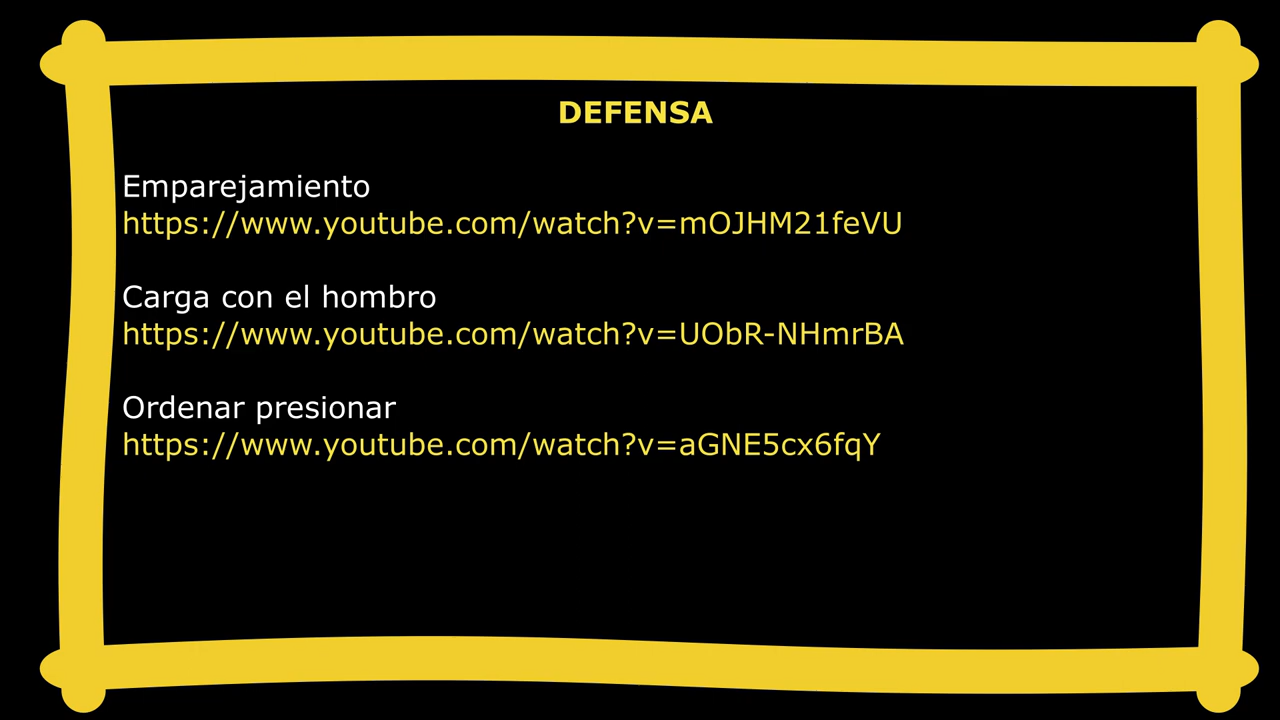 DEFENSA
Emparejamiento
https://www.youtube.com/watch?v=mOJHM21feVU
Carga con el hombro
https://www.youtube.com/watch?v=UObR-NHmrBA
Ordenar presionar
https://www.youtube.com/watch?v=aGNE5cx6fqY